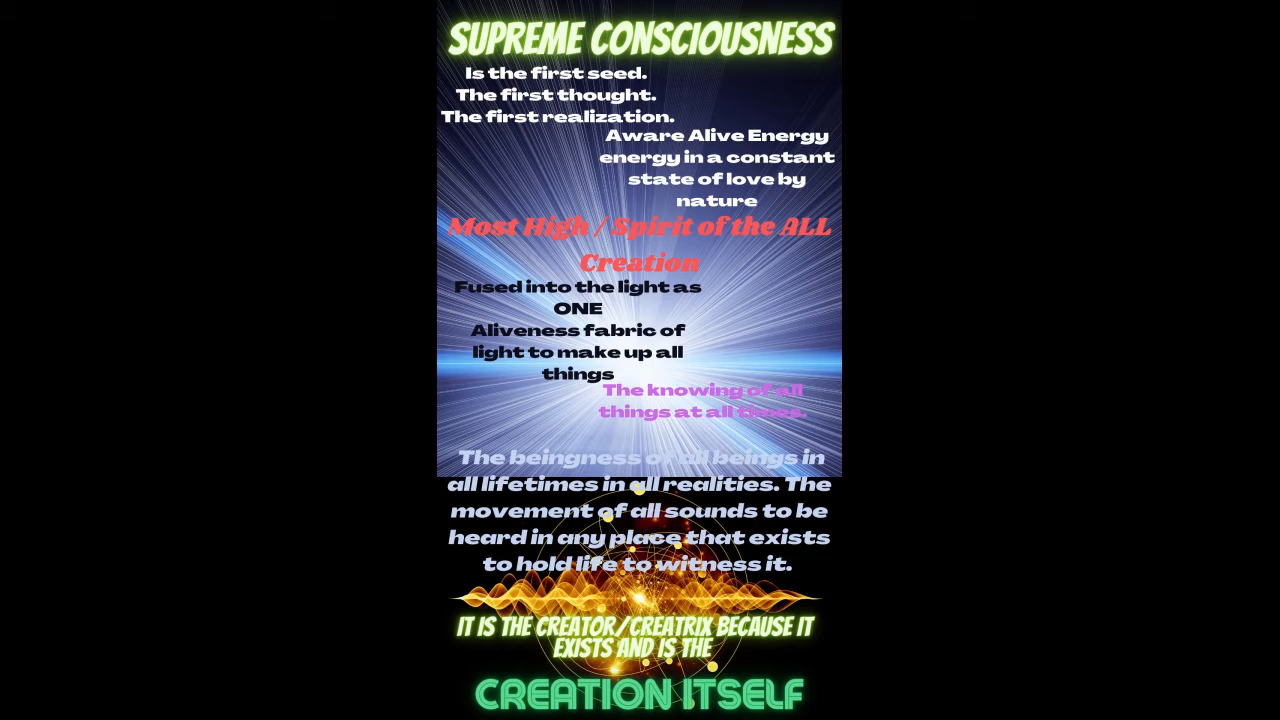 SUPREME CONSCIOUSNESS
Is the first seed.
The first thought.
The first realization.
Aware Alive Energy
energy in a constant
state of love by
nature
Most High / Spirit of the ALL
Creation
Fused into the light as
ONE
Aliveness fabric of
light to make up all
things
The knowing of all
things at all times.
The beingness of all beings in
all lifetimes in all realities. The
movement of all sounds to be
heard in any place that exists
to hold life to witness it.
IT IS THE CREATOR/CREATRIX BECAUSE IT
EXISTS AND IS THE
CREATION ITSELF